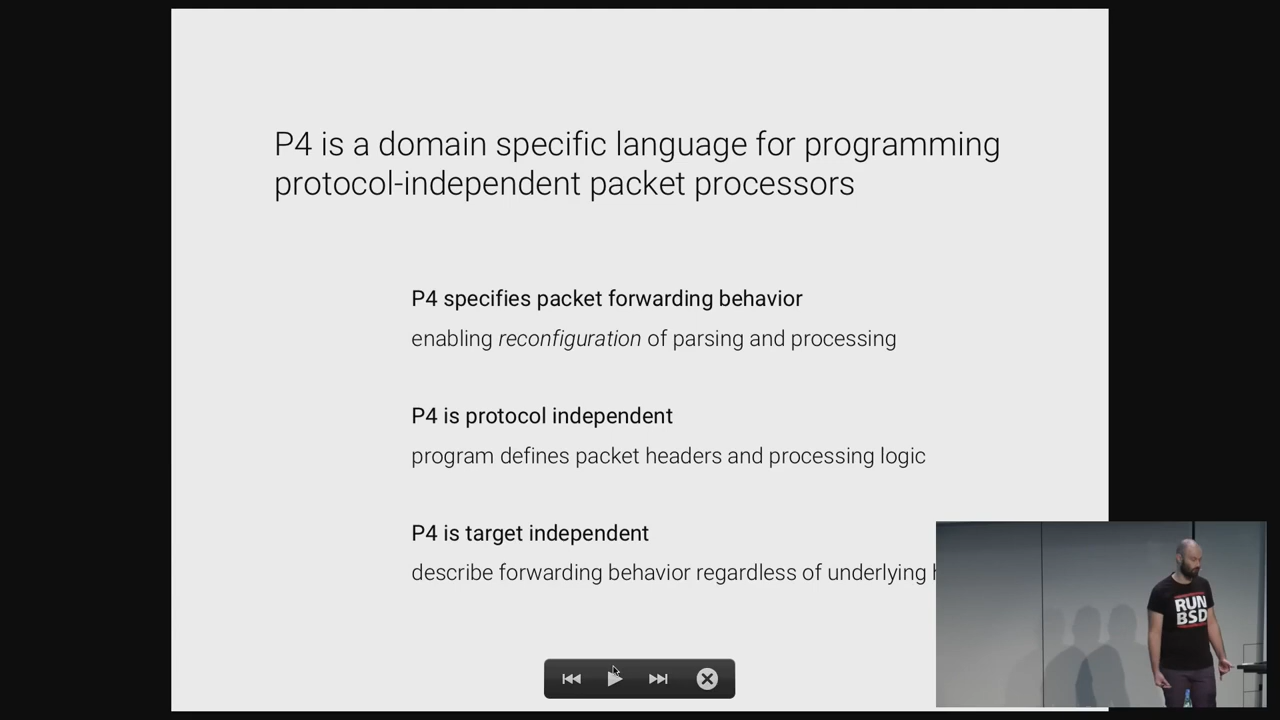 P4 is a domain specific language for programming
protocol-independent packet processors
P4 specifies packet forwarding behavior
enabling reconfiguration of parsing and processing
P4 is protocol independent
program defines packet headers and processing logic
P4 is target independent
describe forwarding behavior regardless of underlying
RUN
BSD